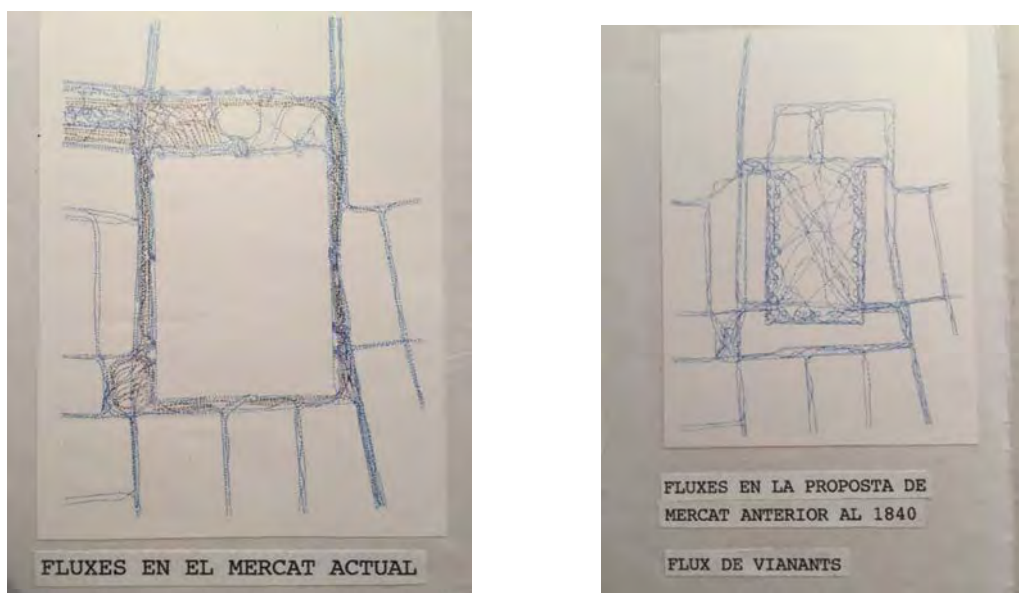 FLUXES EN EL MERCAT ACTUAL
FLUXES EN LA PROPOSTA DE
MERCAT ANTERIOR AL 1840
FLUX DE VIANANTS